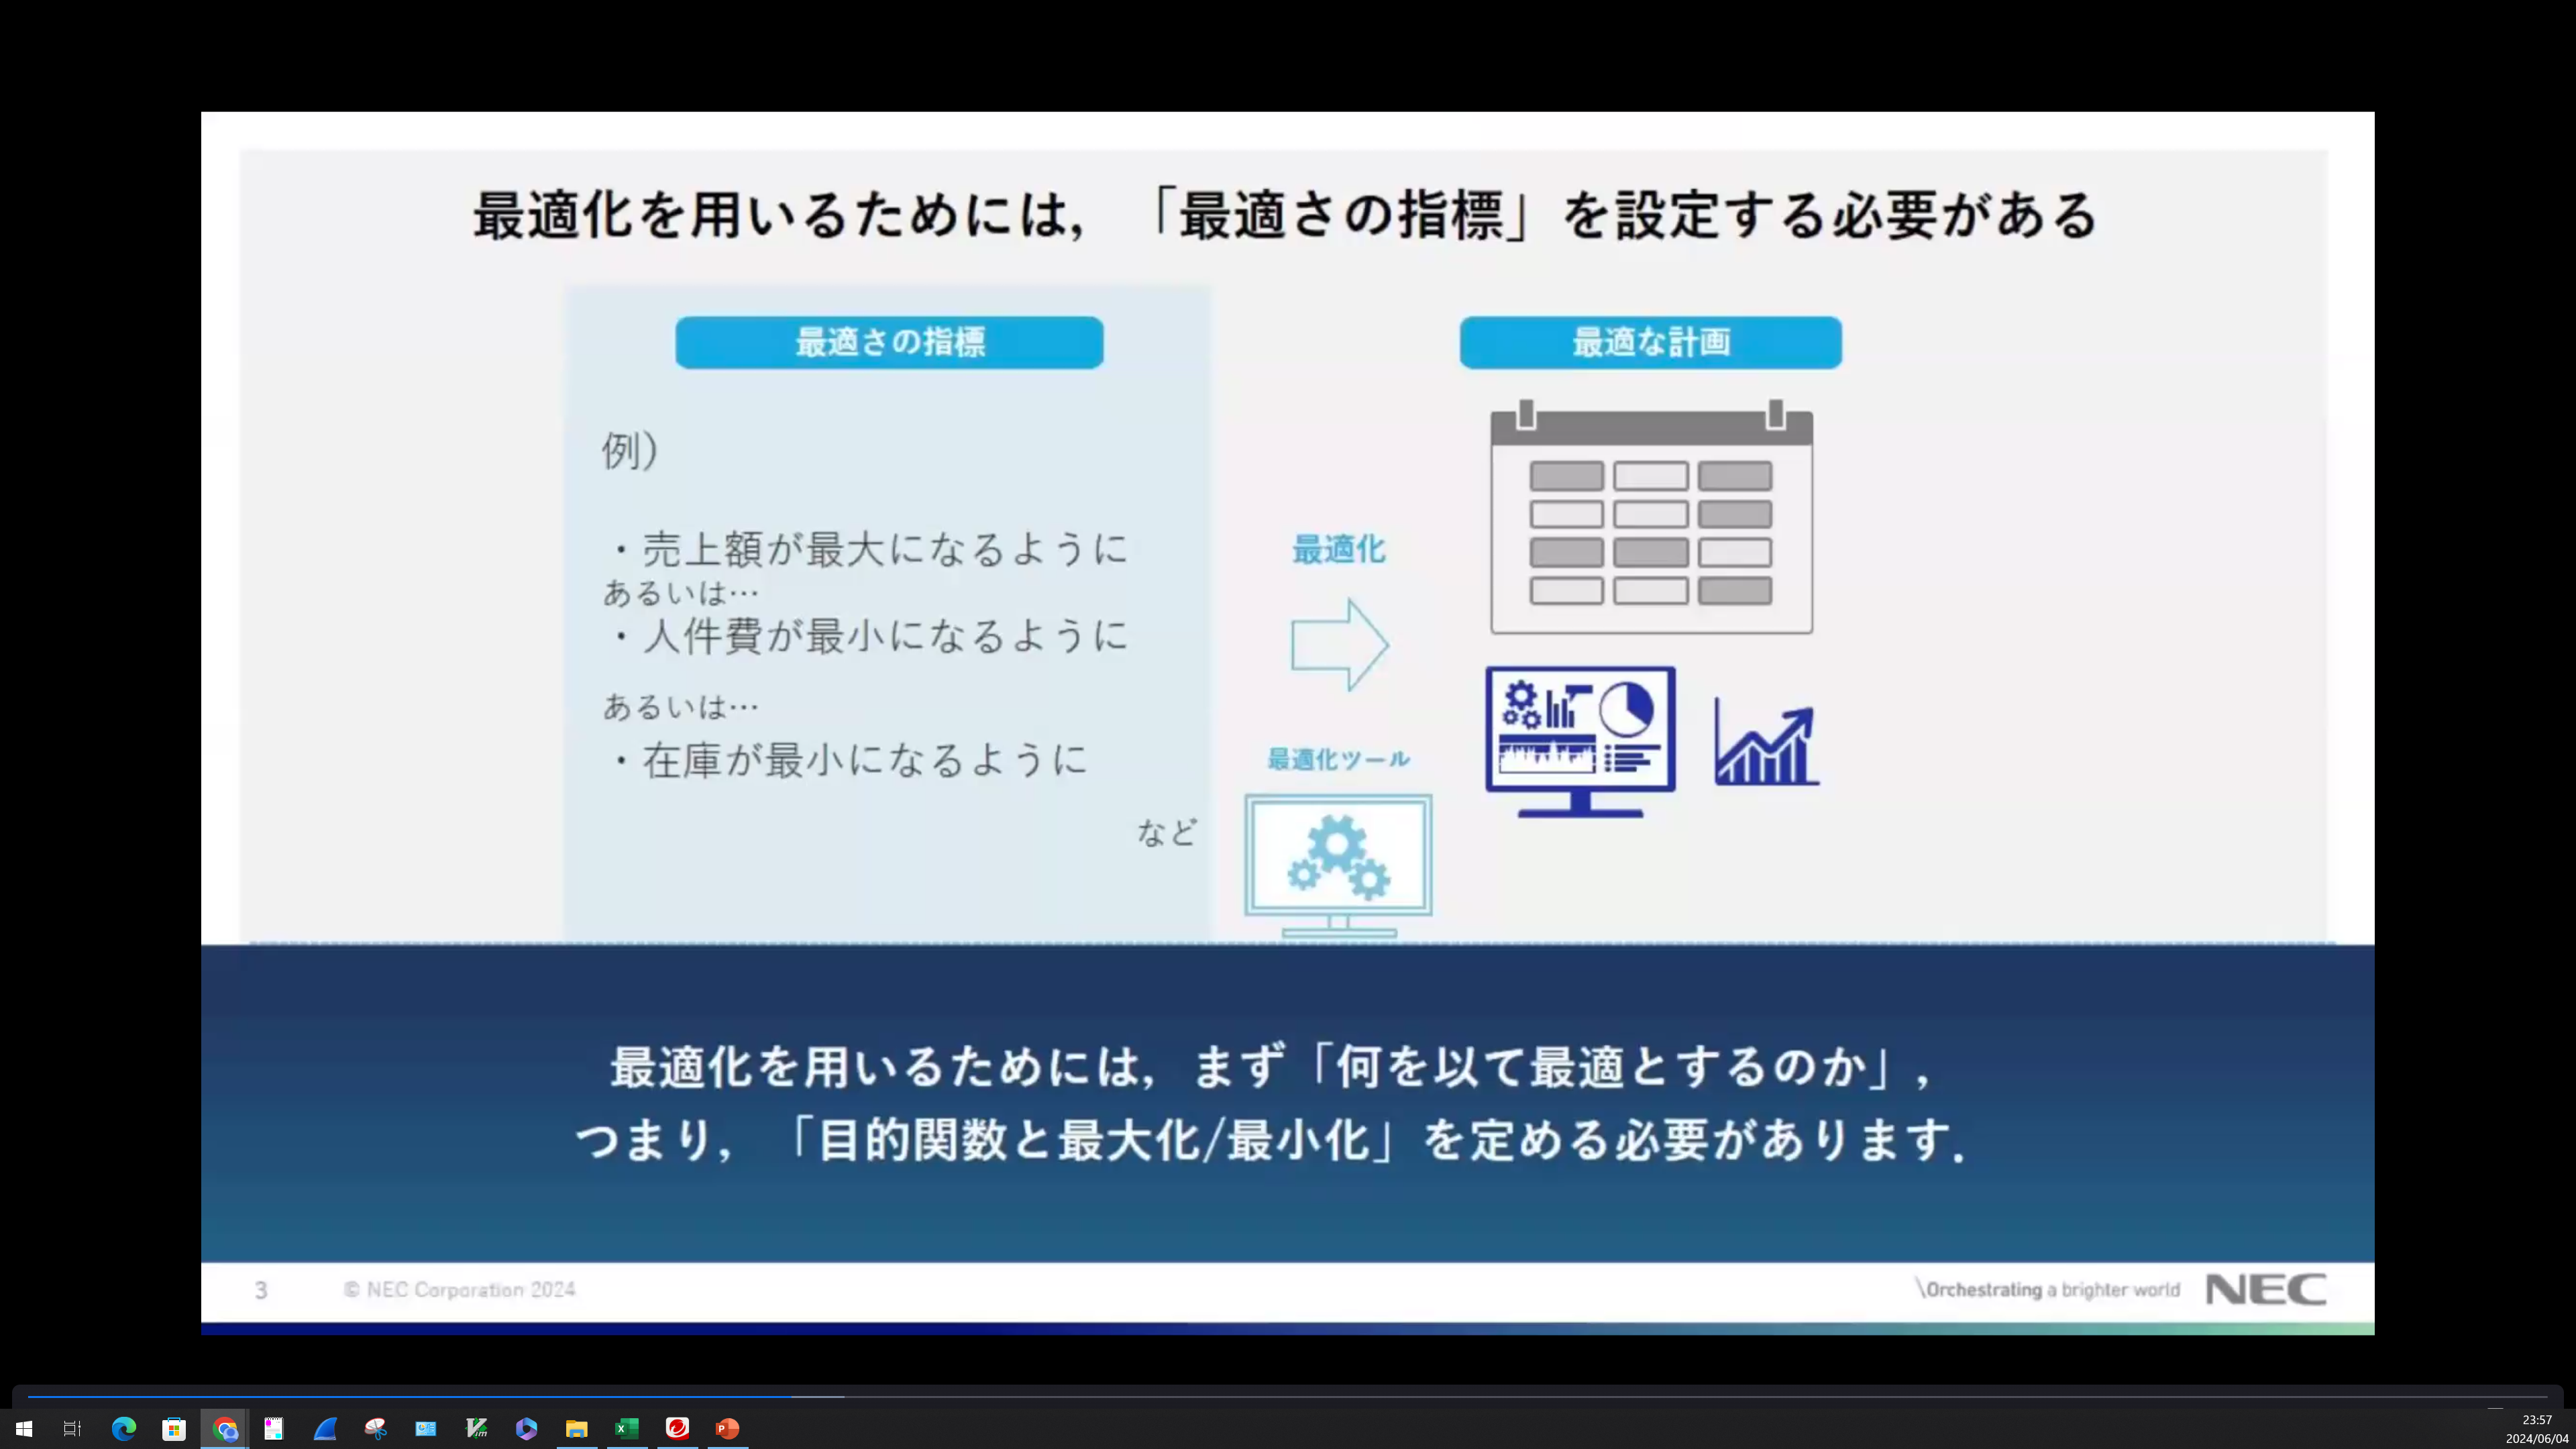 最適化を用いるためには，「最適さの指標」を設定する必要がある
最適さの指標
例）
・売上額が最大になるように
あるいは…
・人件費が最小になるように
あるいは…
・在庫が最小になるように
など
最適化
最適化ツール
最適な計画
最適化を用いるためには，まず「何を以て最適とするのか」，
つまり，「目的関数と最大化/最小化」を定める必要があります．
3
© NEC Corporation 2024
\Orchestrating a brighter world
NEC
23:57
2024/06/04